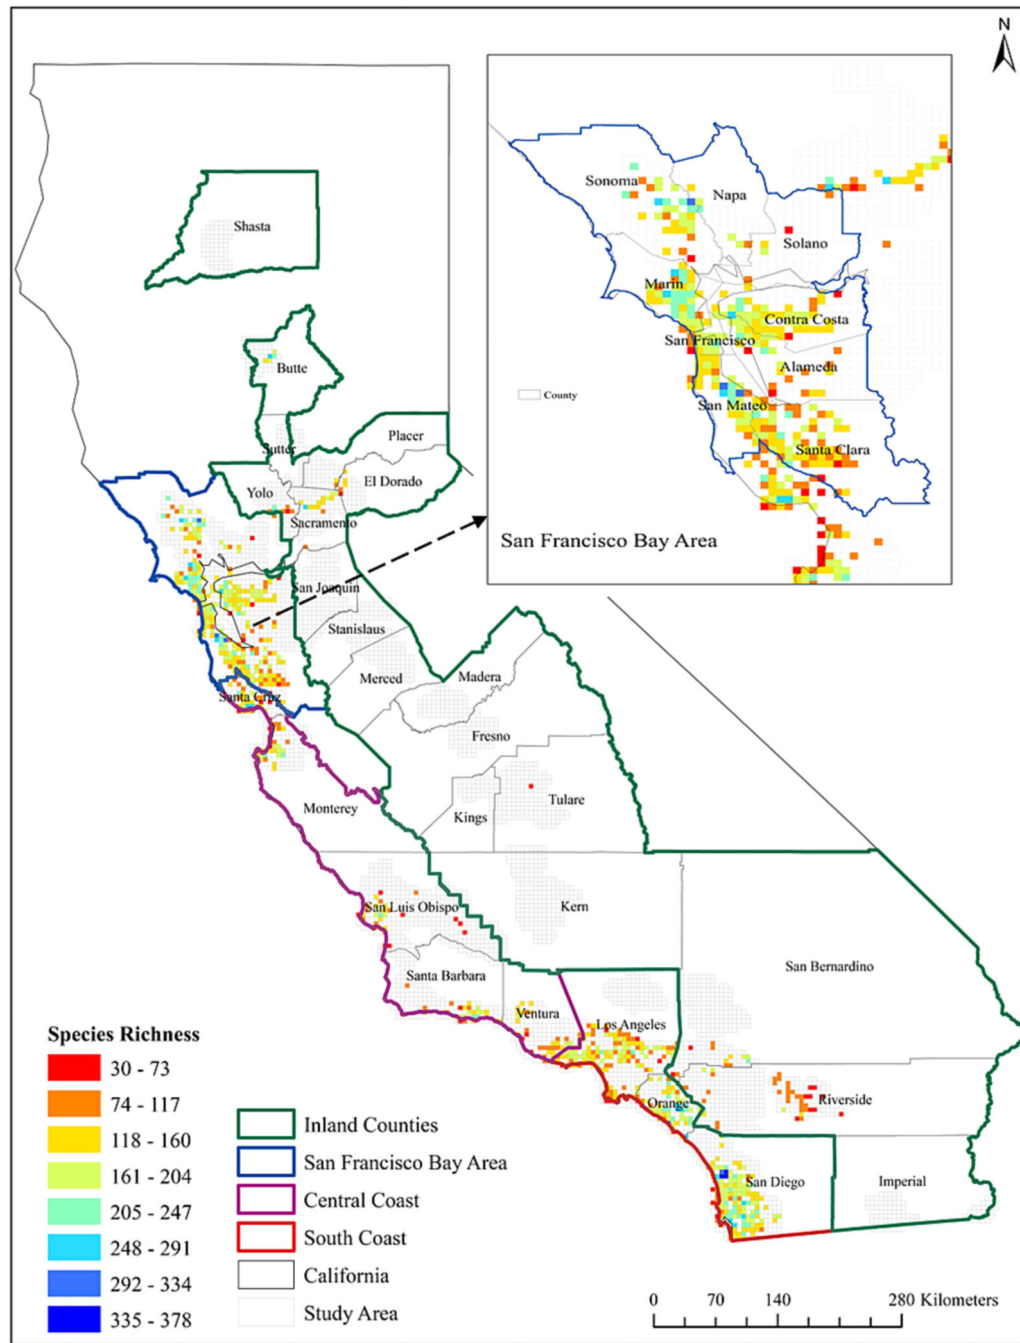 N
Sonoma
Napa
Solano
Marin
Contra Costa
San Francisco
Alameda
County
San Mateo
Santa Clara
San Francisco Bay Area
Shasta
Butte
Sutter
Placer
Yolo
El Dorado
Sacramento
San Joaquin
Stanislaus
Merced
Madera
Santa Cruz
Fresno
Monterey
Kings
Tulare
San Luis Obispo
Kern
Santa Barbara
San Bernardino
Ventura
Los Angeles
Orange
Riverside
San Diego
Imperial
Species Richness
30 - 73
74 - 117
118 - 160
161 - 204
205 - 247
248 - 291
292 - 334
335 - 378
Inland Counties
San Francisco Bay Area
Central Coast
South Coast
California
Study Area
0 70 140 280 Kilometers